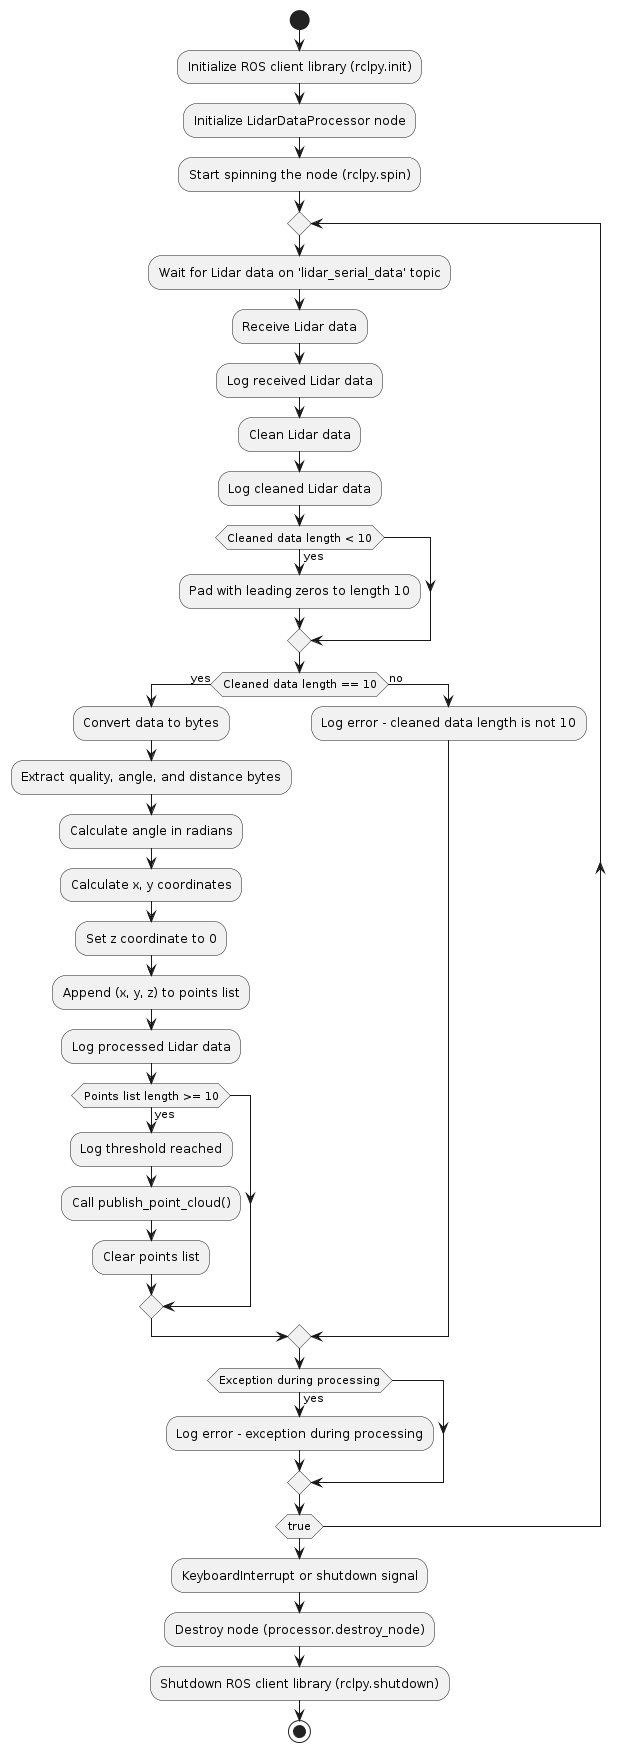 Initialize ROS client library (rclpy.init)
Initialize LidarDataProcessor node
Start spinning the node (rclpy.spin)
Wait for Lidar data on 'lidar_serial_data' topic
Receive Lidar data
Log received Lidar data
Clean Lidar data
Log cleaned Lidar data
Cleaned data length < 10
yes
Pad with leading zeros to length 10
yes
Cleaned data length == 10
no
Convert data to bytes
Log error - cleaned data length is not 10
Extract quality, angle, and distance bytes
Calculate angle in radians
Calculate x, y coordinates
Set z coordinate to 0
Append (x, y, z) to points list
Log processed Lidar data
Points list length >= 10
yes
Log threshold reached
Call publish_point_cloud()
Clear points list
Exception during processing
yes
Log error - exception during processing
true
KeyboardInterrupt or shutdown signal
Destroy node (processor.destroy_node)
Shutdown ROS client library (rclpy.shutdown)